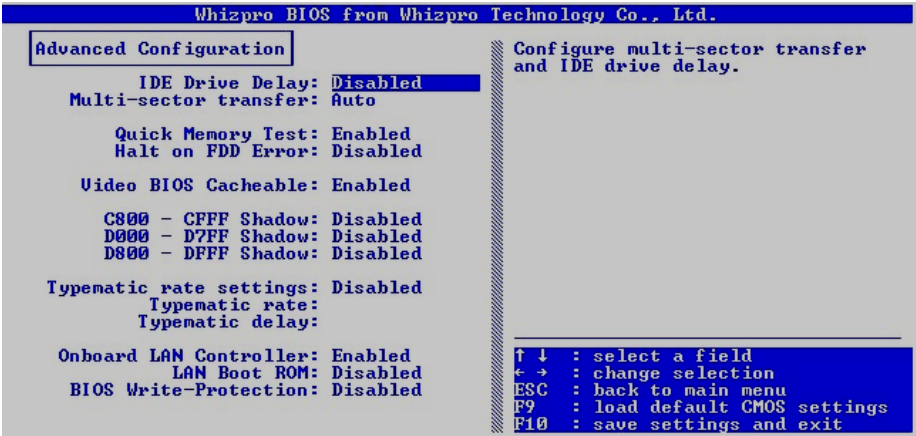 Whizpro BIOS from Whizpro Technology Co., Ltd.
Advanced Configuration
IDE Drive Delay: Disabled
Multi-sector transfer: Auto
Quick Memory Test: Enabled
Halt on FDD Error: Disabled
Video BIOS Cacheable: Enabled
C800 - CFFF Shadow: Disabled
D000 - D7FF Shadow: Disabled
D800 - DFFF Shadow: Disabled
Typematic rate settings: Disabled
Typematic rate:
Typematic delay:
Onboard LAN Controller: Enabled
LAN Boot ROM: Disabled
BIOS Write-Protection: Disabled
Configure multi-sector transfer
and IDE drive delay.
↑ ↓ : select a field
← → : change selection
ESC : back to main menu
F9 : load default CMOS settings
F10 : save settings and exit